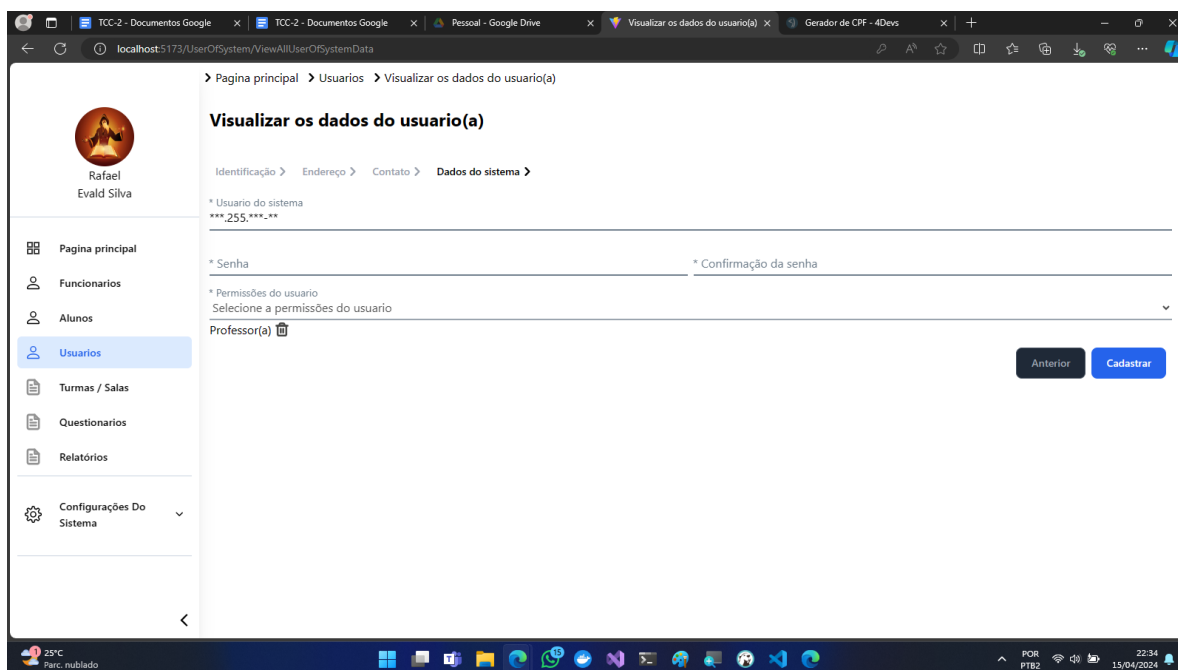 TCC-2 - Documentos Google
TCC-2 - Documentos Google
Pessoal - Google Drive
Visualizar os dados do usuario(a)
Gerador de CPF - 4Devs
localhost:5173/UserOfSystem/ViewAllUserOfSystemData
Pagina principal Usuarios Visualizar os dados do usuario(a)
Visualizar os dados do usuario(a)
Rafael
Evald Silva
Identificação Endereço Contato Dados do sistema
* Usuario do sistema
***.255.***-**
* Senha * Confirmação da senha
* Permissões do usuario
Selecione a permissões do usuario
Professor(a)
Anterior Cadastrar
Pagina principal
Funcionarios
Alunos
Usuarios
Turmas / Salas
Questionarios
Relatórios
Configurações Do
Sistema
1
25°C
Parc. nublado
15
POR
PTB2
22:34
15/04/2024